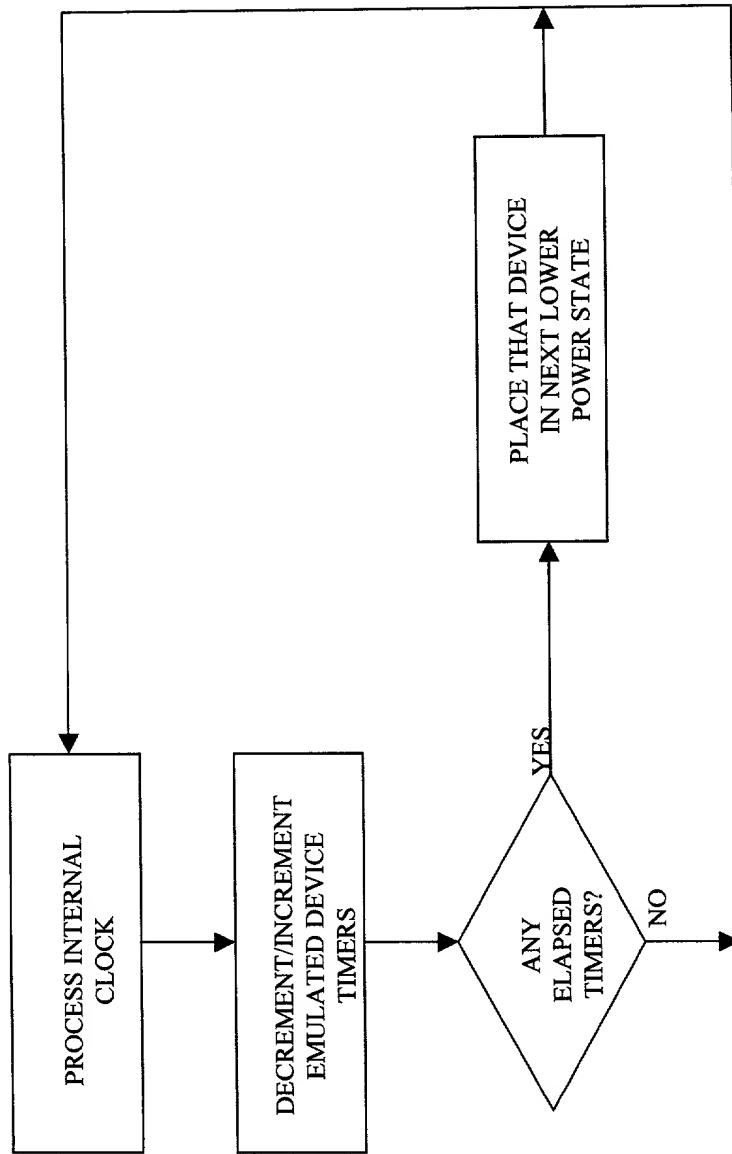 PROCESS INTERNAL
CLOCK
DECREMENT/INCREMENT
EMULATED DEVICE
TIMERS
ANY
ELAPSED
TIMERS?
YES
NO
PLACE THAT DEVICE
IN NEXT LOWER
POWER STATE